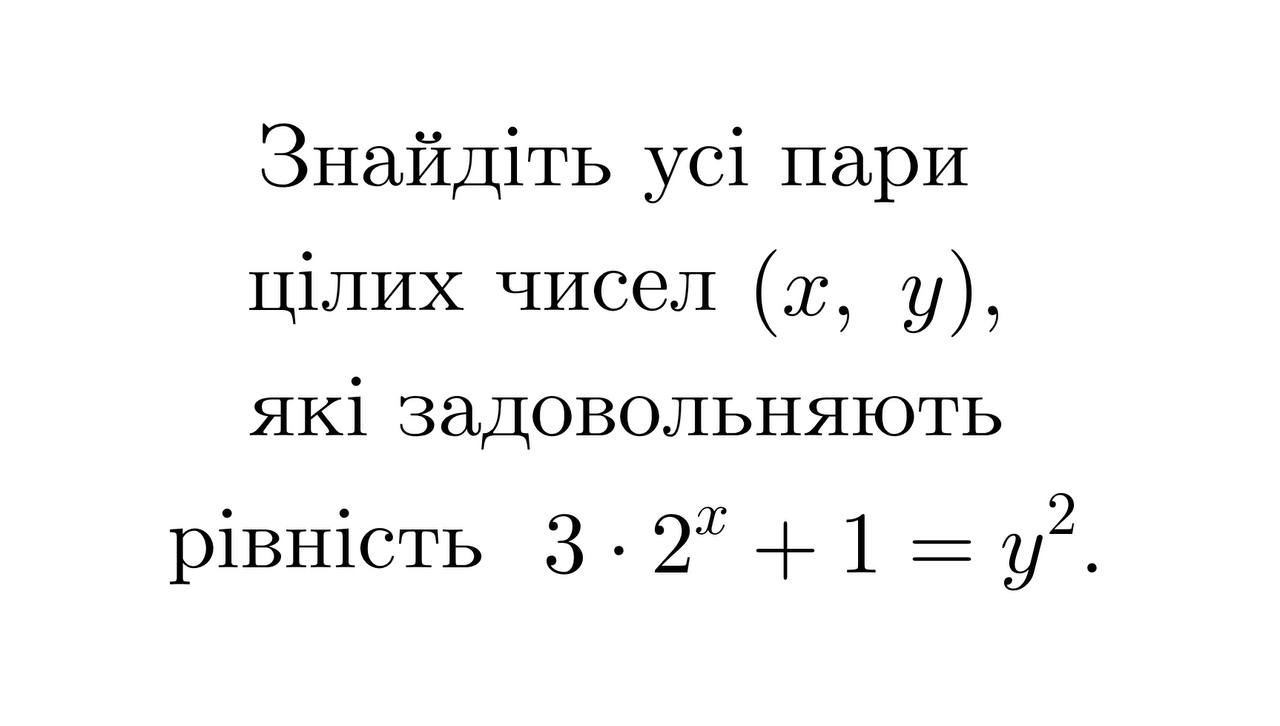 Знайдіть усі пари
цілих чисел (x, y),
які задовольняють
рівність 3 · 2^x + 1 = y^2.